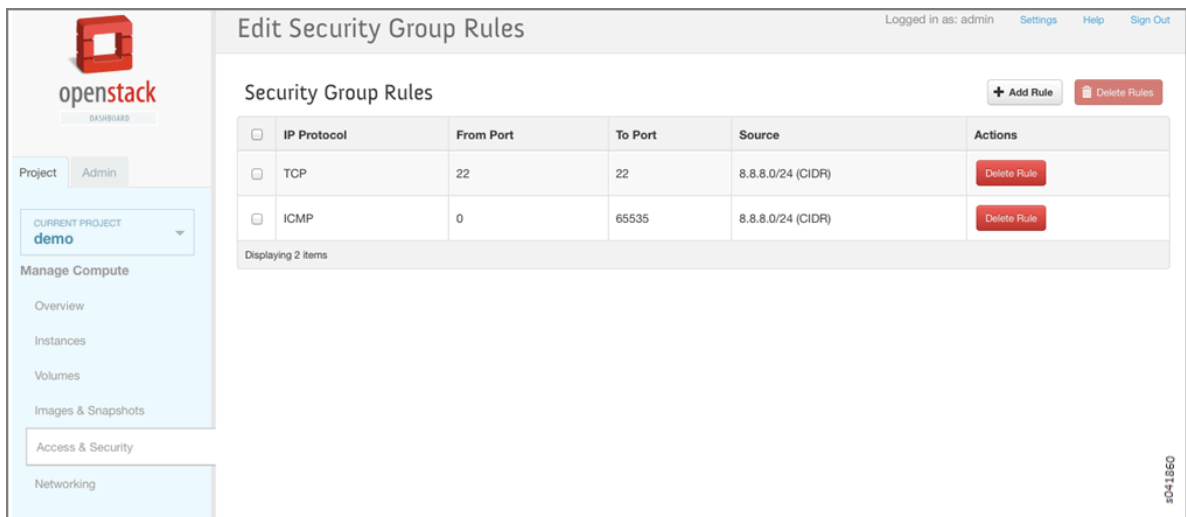 Edit Security Group Rules
Logged in as: admin Settings Help Sign Out
openstack
DASHBOARD
Project Admin
CURRENT PROJECT
demo
Manage Compute
Overview
Instances
Volumes
Images & Snapshots
Access & Security
Networking
Security Group Rules
+ Add Rule Delete Rules
IP Protocol From Port To Port Source Actions
TCP 22 22 8.8.8.0/24 (CIDR) Delete Rule
ICMP 0 65535 8.8.8.0/24 (CIDR) Delete Rule
Displaying 2 items
s041860